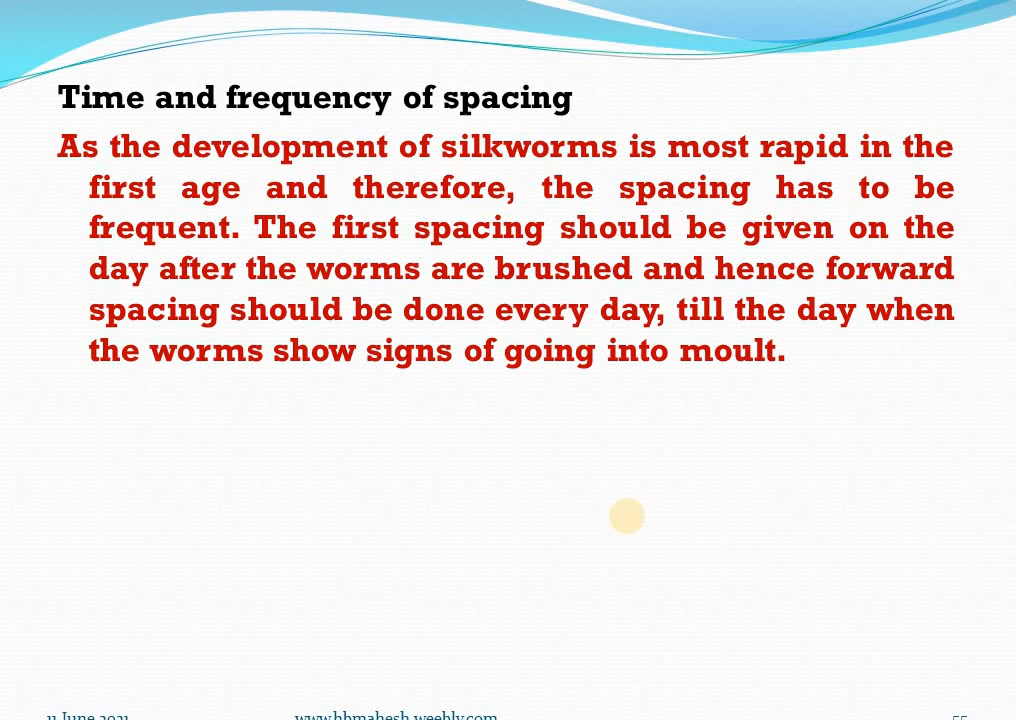 Time and frequency of spacing
As the development of silkworms is most rapid in the
first age and therefore, the spacing has to be
frequent. The first spacing should be given on the
day after the worms are brushed and hence forward
spacing should be done every day, till the day when
the worms show signs of going into moult.
11 June 2021 www.hbmahesh.weebly.com 55